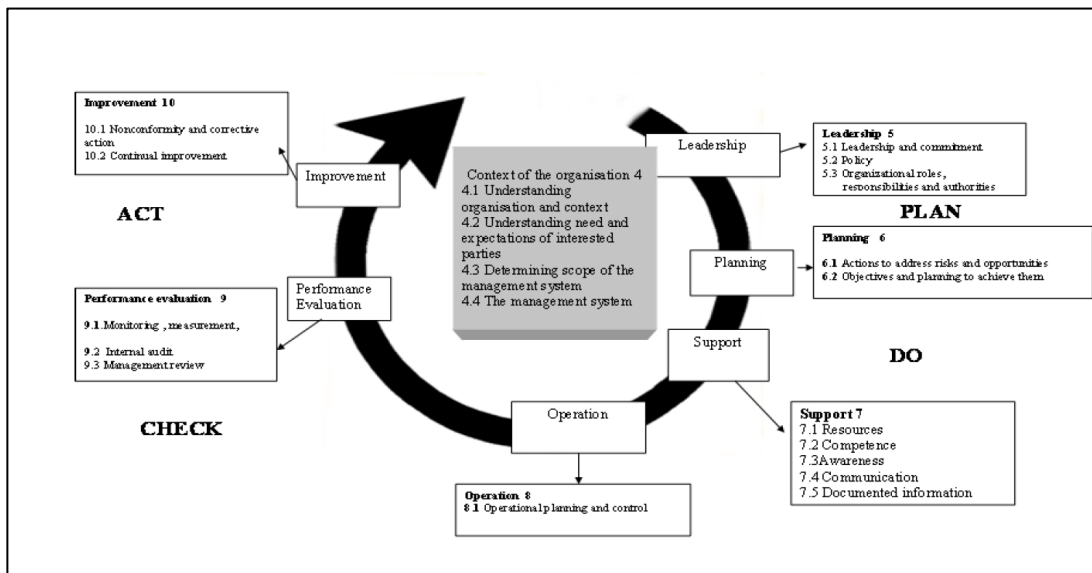 Improvement 10
10.1 Nonconformity and corrective
action
10.2 Continual improvement
ACT
Improvement
Performance
Evaluation
Performance evaluation 9
9.1.Monitoring ,measurement,
9.2 Internal audit
9.3 Management review
CHECK
Context of the organisation 4
4.1 Understanding
organisation and context
4.2 Understanding need and
expectations of interested
parties
4.3 Determining scope of the
management system
4.4 The management system
Leadership
Leadership 5
5.1 Leadership and commitment
5.2 Policy
5.3 Organizational roles,
responsibilities and authorities
PLAN
Planning
Planning 6
6.1 Actions to address risks and opportunities
6.2 Objectives and planning to achieve them
Support
DO
Support 7
7.1 Resources
7.2 Competence
7.3Awareness
7.4 Communication
7.5 Documented information
Operation
Operation 8
8.1 Operational planning and control